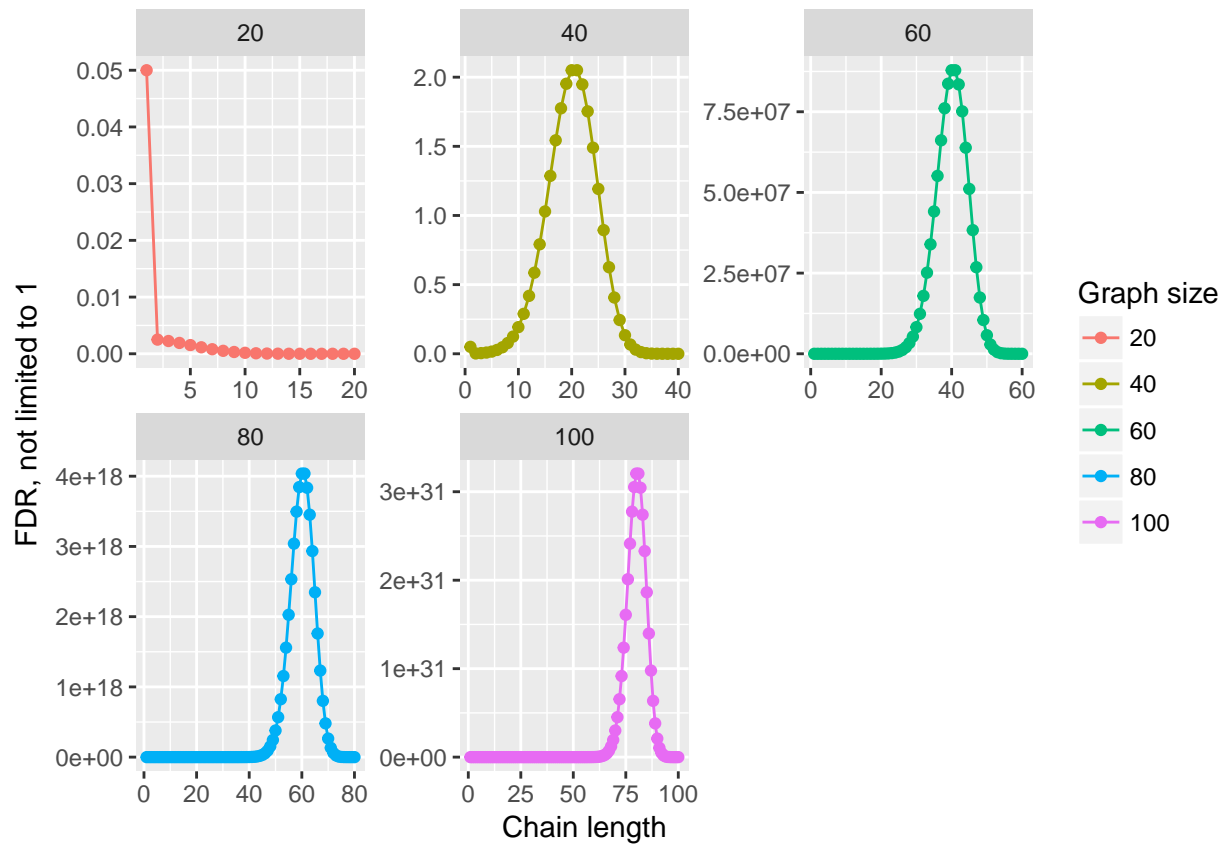 20
40
60
0.05
0.04
0.03
0.02
0.01
0.00
5 10 15 20
2.0
1.5
1.0
0.5
0.0
0 10 20 30 40
7.5e+07
5.0e+07
2.5e+07
0.0e+00
0 20 40 60
80
100
4e+18
3e+18
2e+18
1e+18
0e+00
0 20 40 60 80
3e+31
2e+31
1e+31
0e+00
0 25 50 75 100
Chain length
FDR, not limited to 1
Graph size
20
40
60
80
100